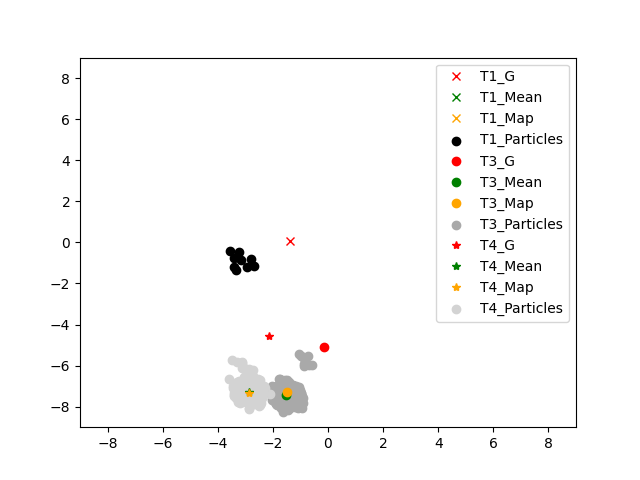 8
6
4
2
0
−2
−4
−6
−8
−8
−6
−4
−2
0
2
4
6
8
T1_G
T1_Mean
T1_Map
T1_Particles
T3_G
T3_Mean
T3_Map
T3_Particles
T4_G
T4_Mean
T4_Map
T4_Particles